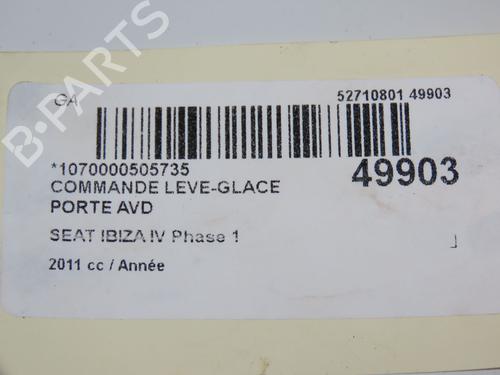 GA
52710801 49903
*1070000505735
49903
COMMANDE LEVE-GLACE
PORTE AVD
SEAT IBIZA IV Phase 1
2011 cc / Année
B-PARTS